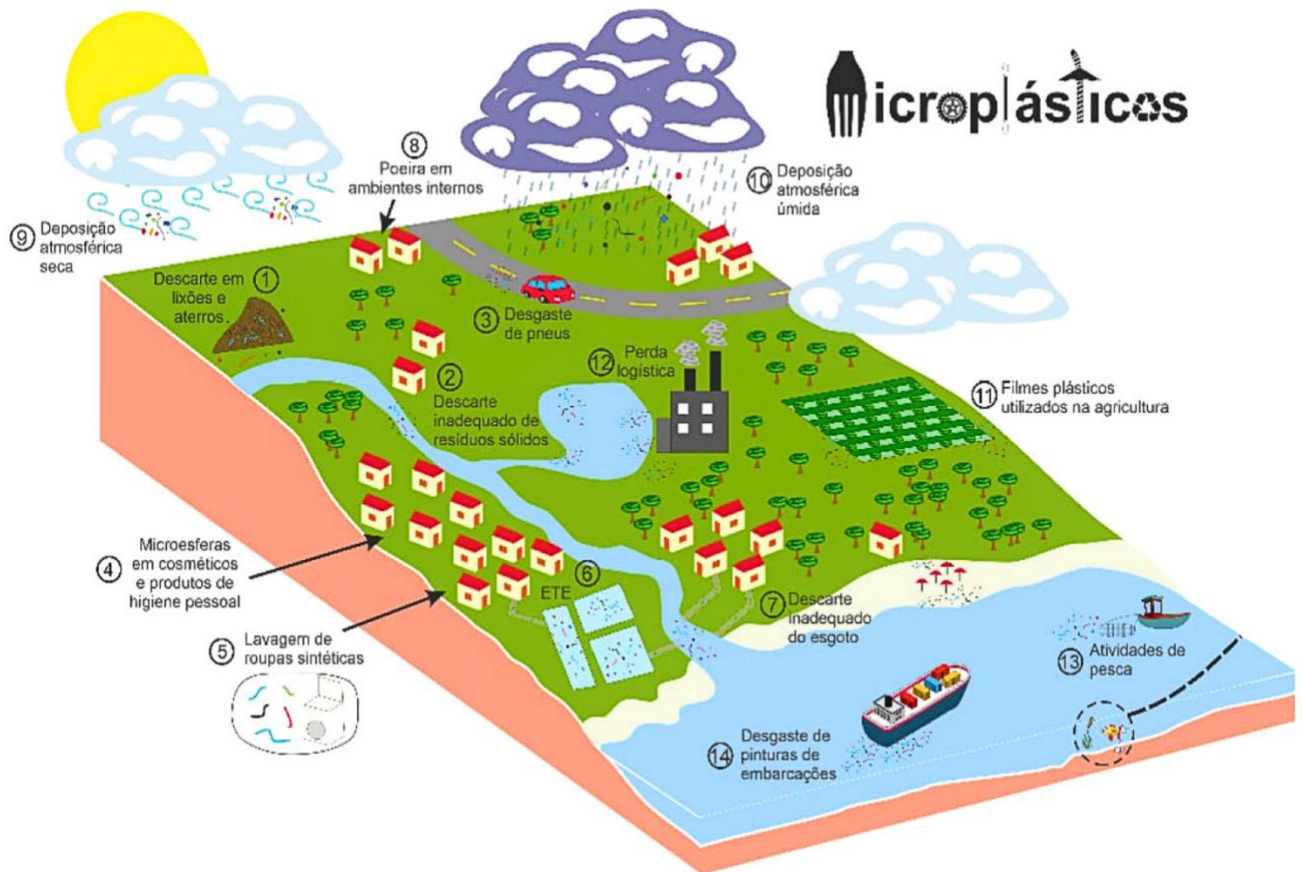 Microplásticos
8
Poeira em
ambientes internos
10
Deposição
atmosférica
úmida
9
Deposição
atmosférica
seca
1
Descarte em
lixões e
aterros
3
Desgaste
de pneus
12
Perda
logística
2
Descarte
inadequado de
resíduos sólidos
11
Filmes plásticos
utilizados na agricultura
4
Microesferas
em cosméticos
e produtos de
higiene pessoal
6
ETE
7
Descarte
inadequado
do esgoto
5
Lavagem de
roupas sintéticas
13
Atividades de
pesca
14
Desgaste de
pinturas de
embarcações